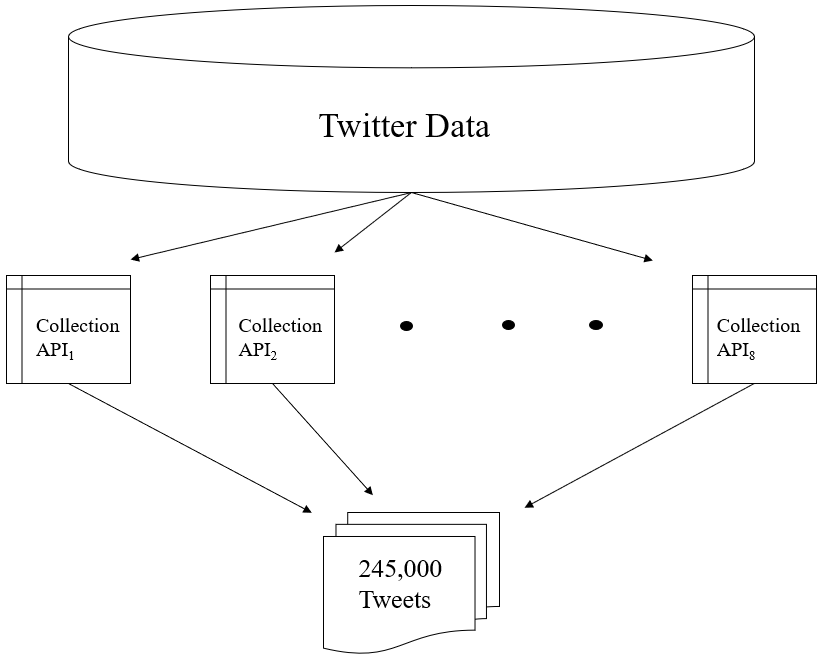 Twitter Data
Collection
API₁
Collection
API₂
Collection
API₈
245,000
Tweets